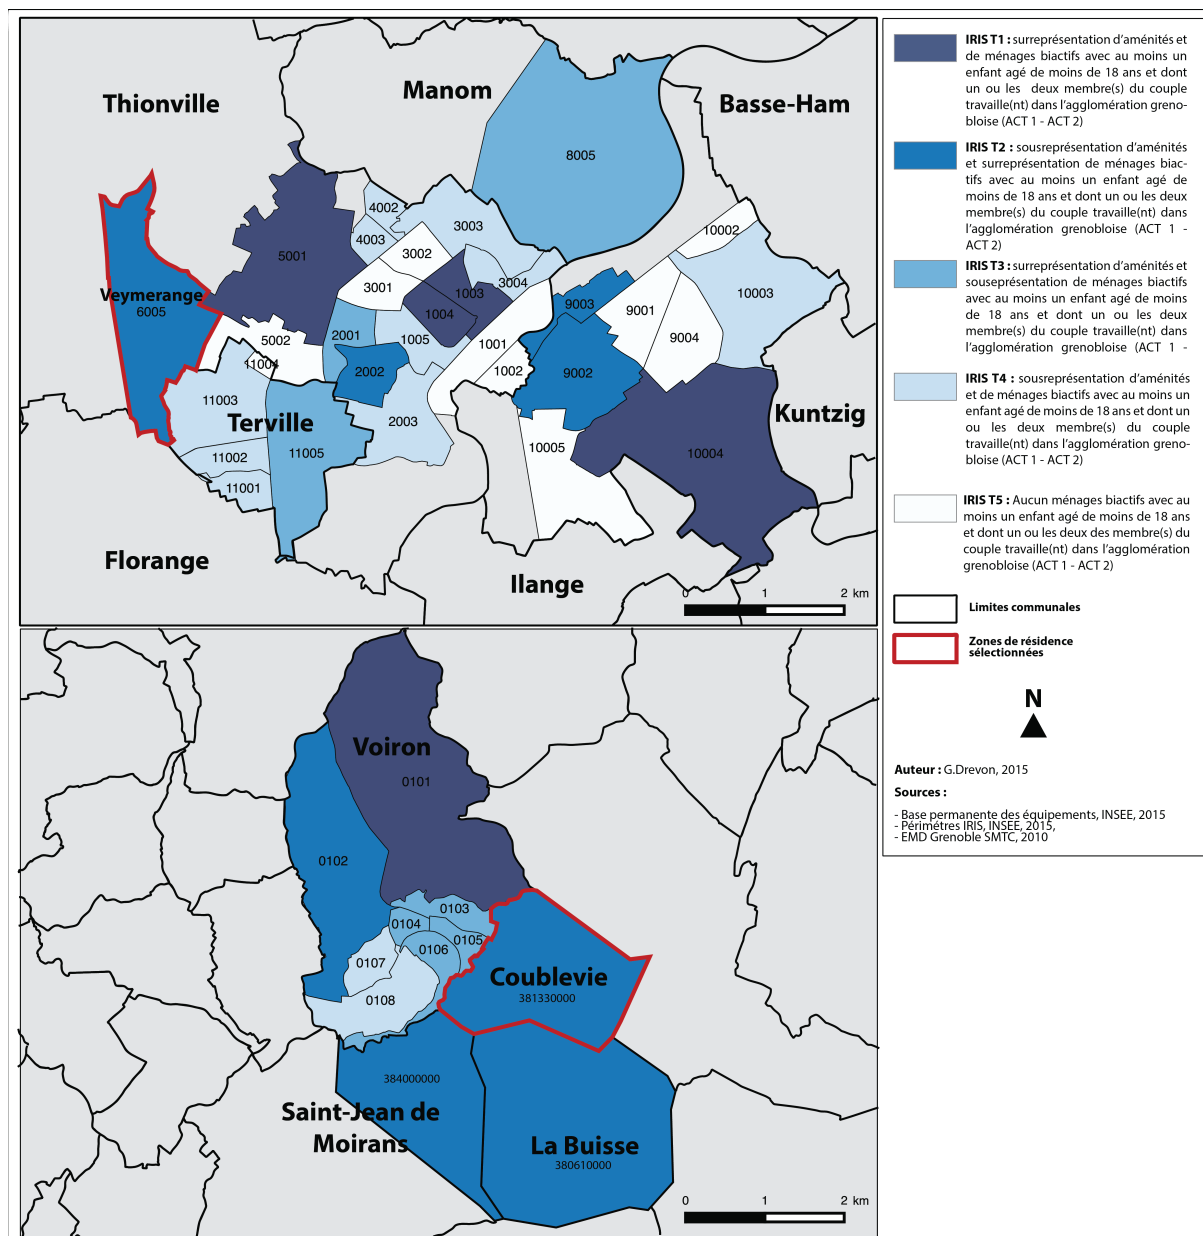 Thionville
Manom
Basse-Ham
8005
4002
4003
3003
10002
5001
3002
3001
3004
1003
1004
10003
Veymerange
6005
9003
9001
9004
5002
2001
1005
1001
11004
2002
1002
9002
11003
Terville
2003
Kuntzig
11005
10005
10004
11002
11001
Florange
Ilange
0 1 2 km
Voiron
0101
0102
0103
0104
0105
0106
0107
0108
Coublevie
381330000
384000000
Saint-Jean de
Moirans
La Buisse
380610000
0 1 2 km
IRIS T1 : surreprésentation d'aménités et
de ménages biactifs avec au moins un
enfant agé de moins de 18 ans et dont
un ou les deux membre(s) du couple
travaille(nt) dans l'agglomération greno-
bloise (ACT 1 - ACT 2)
IRIS T2 : sousreprésentation d'aménités
et surreprésentation de ménages biac-
tifs avec au moins un enfant agé de
moins de 18 ans et dont un ou les deux
membre(s) du couple travaille(nt) dans
l'agglomération grenobloise (ACT 1 -
ACT 2)
IRIS T3 : surreprésentation d'aménités et
souseprésentation de ménages biactifs
avec au moins un enfant agé de moins
de 18 ans et dont un ou les deux
membre(s) du couple travaille(nt) dans
l'agglomération grenobloise (ACT 1 -
IRIS T4 : sousreprésentation d'aménités
et de ménages biactifs avec au moins un
enfant agé de moins de 18 ans et dont un
ou les deux membre(s) du couple
travaille(nt) dans l'agglomération greno-
bloise (ACT 1 - ACT 2)
IRIS T5 : Aucun ménages biactifs avec au
moins un enfant agé de moins de 18 ans
et dont un ou les deux des membre(s) du
couple travaille(nt) dans l'agglomération
grenobloise (ACT 1 - ACT 2)
Limites communales
Zones de résidence
sélectionnées
N
Auteur : G.Drevon, 2015
Sources :
- Base permanente des équipements, INSEE, 2015
- Périmétres IRIS, INSEE, 2015,
- EMD Grenoble SMTC, 2010